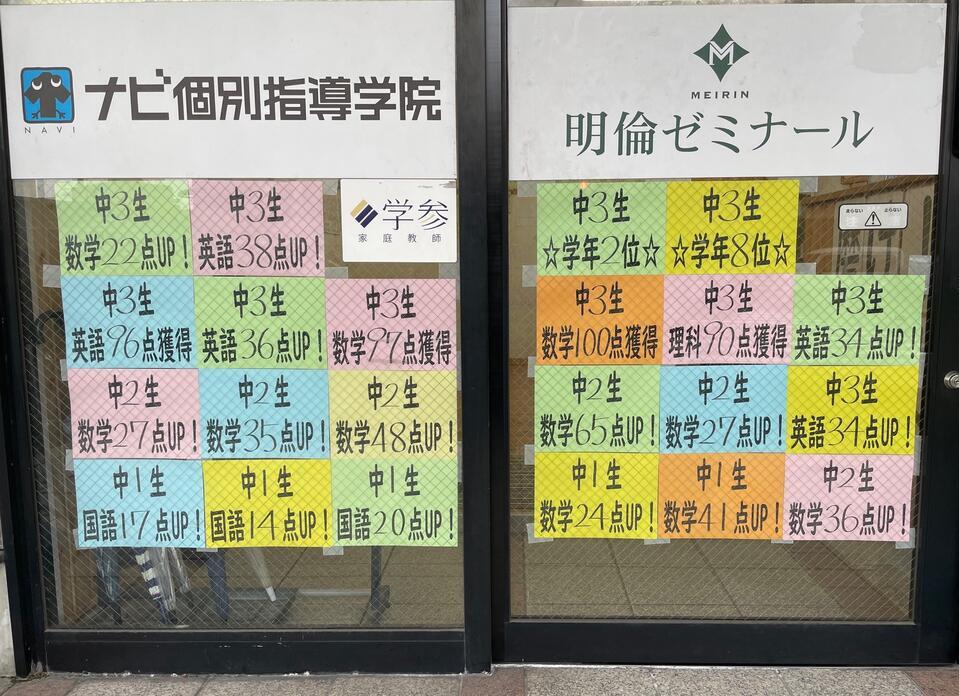 NAVI
ナビ個別指導学院
学参
家庭教師
中3生
数学22点UP！
中3生
英語38点UP！
中3生
英語96点獲得
中3生
英語36点UP！
中3生
数学97点獲得
中2生
数学27点UP！
中2生
数学35点UP！
中2生
数学48点UP！
中1生
国語17点UP！
中1生
国語14点UP！
中1生
国語20点UP！
M
MEIRIN
明倫ゼミナール
走らない
止らない
中3生
☆学年2位☆
中3生
☆学年8位☆
中3生
数学100点獲得
中3生
理科90点獲得
中3生
英語34点UP！
中2生
数学65点UP！
中2生
数学27点UP！
中3生
英語34点UP！
中1生
数学24点UP！
中1生
数学41点UP！
中2生
数学36点UP！